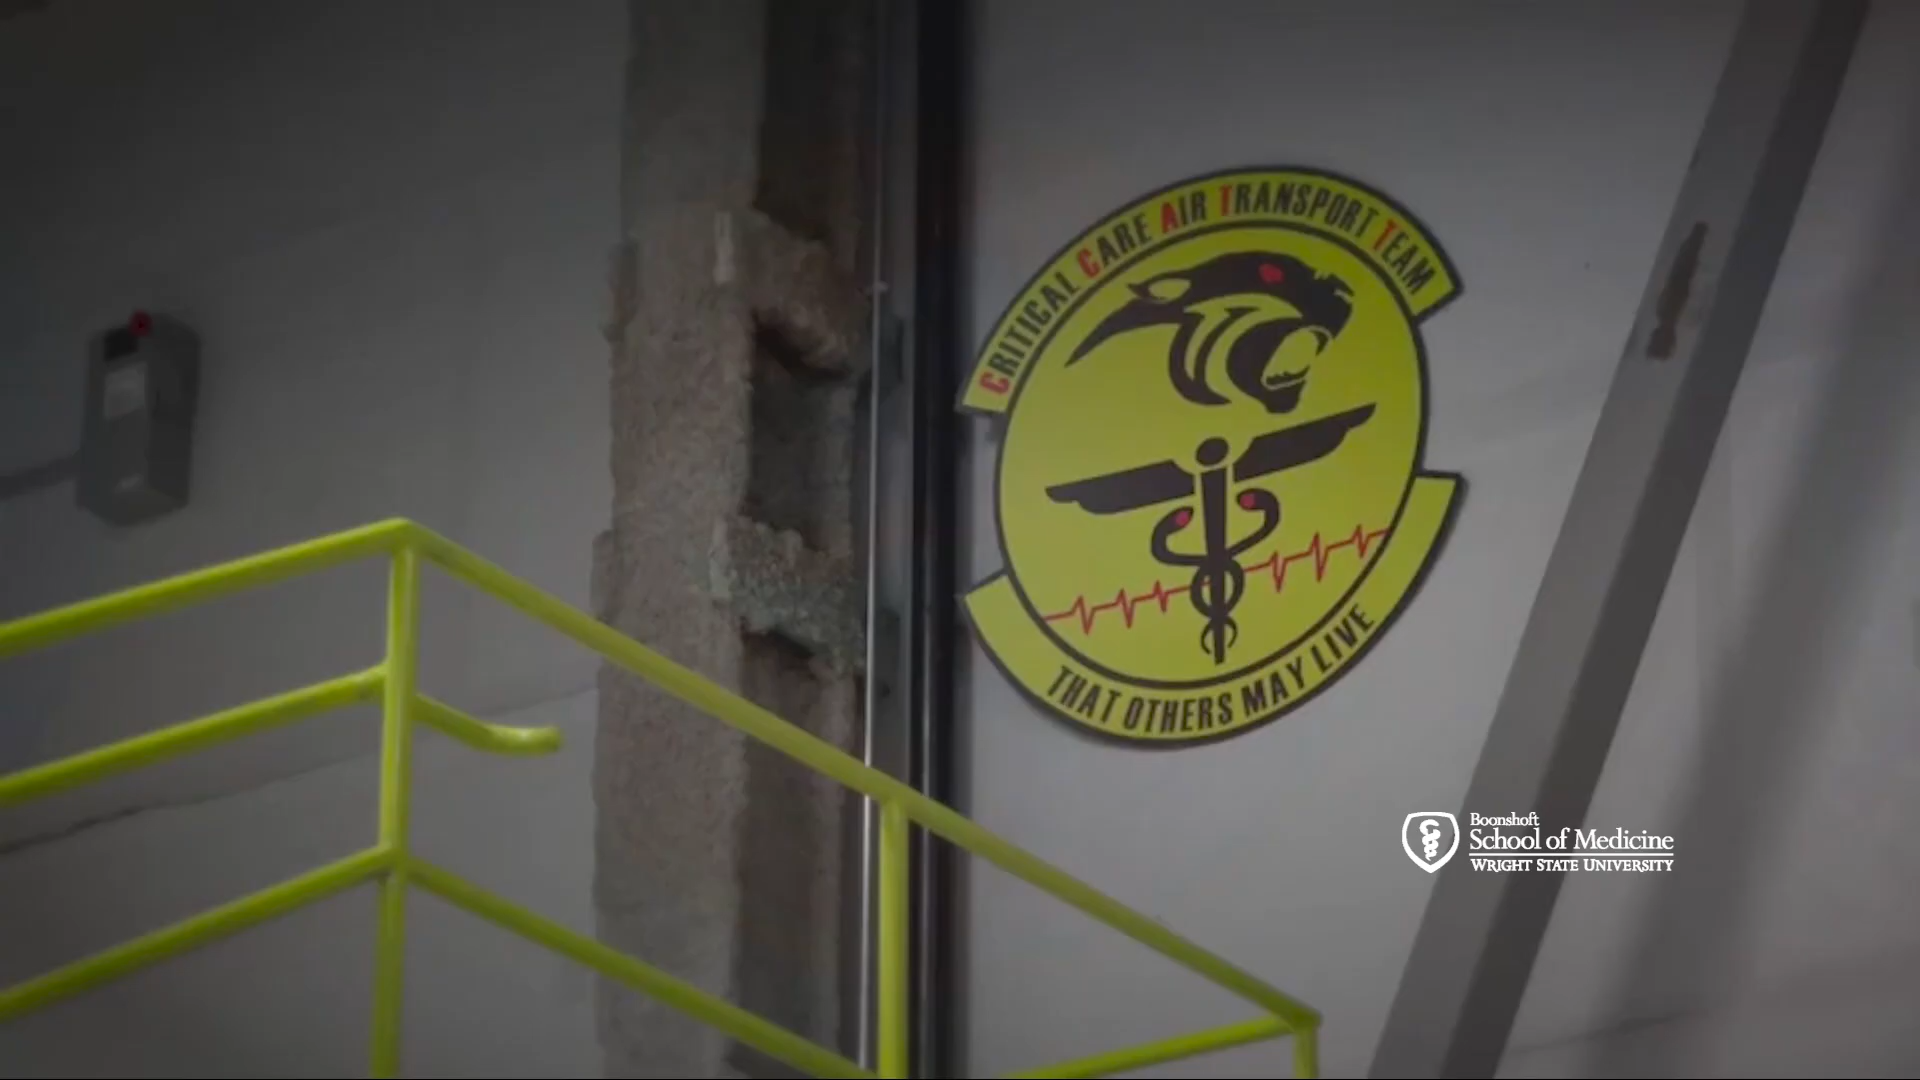 CRITICAL CARE AIR TRANSPORT TEAM
THAT OTHERS MAY LIVE
Boonshoft
School of Medicine
WRIGHT STATE UNIVERSITY